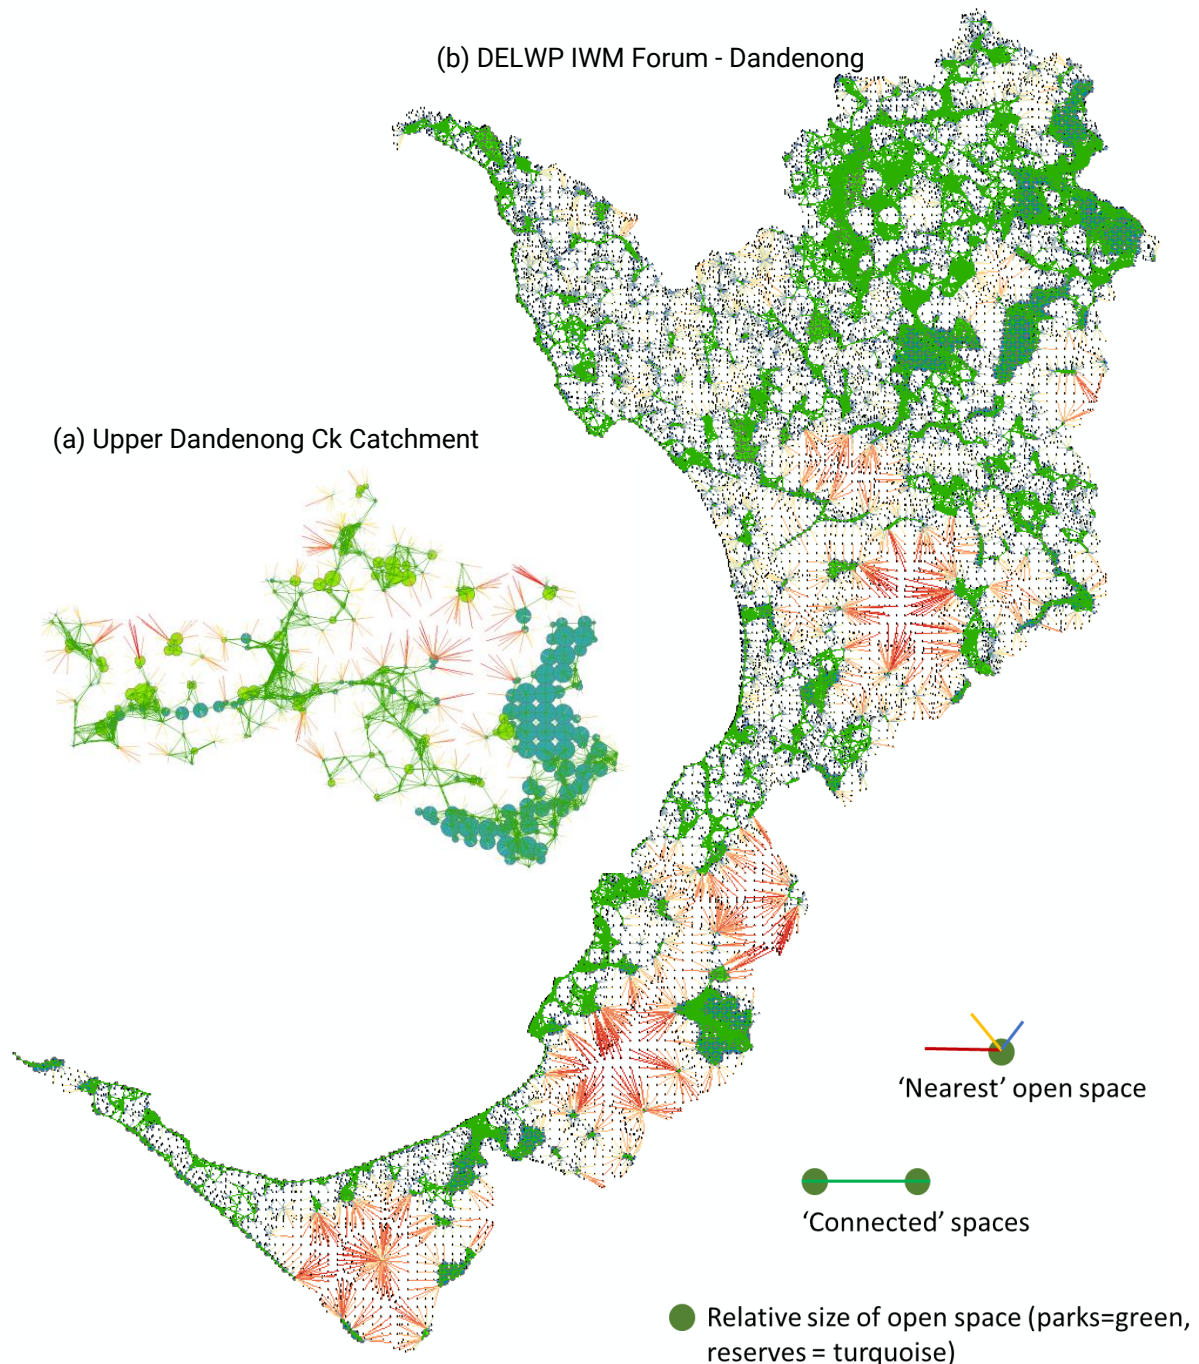 (b) DELWP IWM Forum - Dandenong
(a) Upper Dandenong Ck Catchment
‘Nearest’ open space
‘Connected’ spaces
Relative size of open space (parks=green,
reserves = turquoise)